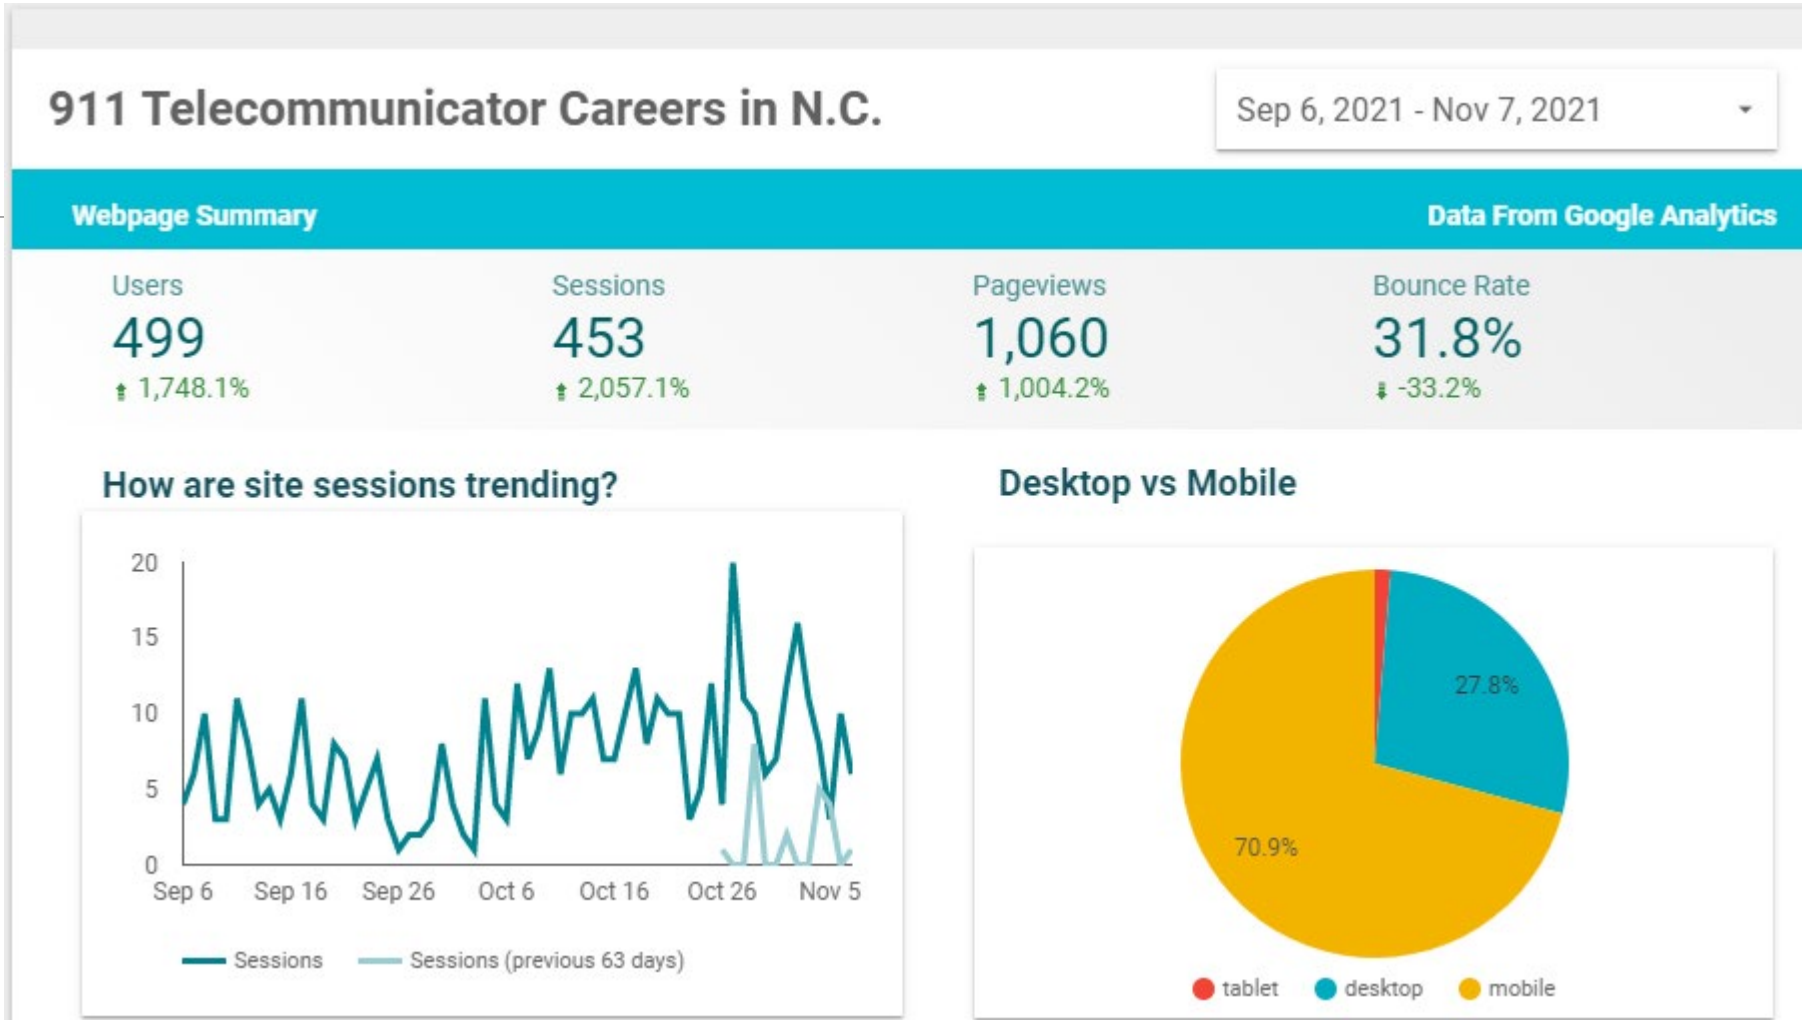 911 Telecommunicator Careers in N.C.
Sep 6, 2021 - Nov 7, 2021
Webpage Summary
Data From Google Analytics
Users
499
1,748.1%
Sessions
453
2,057.1%
Pageviews
1,060
1,004.2%
Bounce Rate
31.8%
-33.2%
How are site sessions trending?
20
15
10
5
0
Sep 6 Sep 16 Sep 26 Oct 6 Oct 16 Oct 26 Nov 5
Sessions Sessions (previous 63 days)
Desktop vs Mobile
27.8%
70.9%
tablet desktop mobile